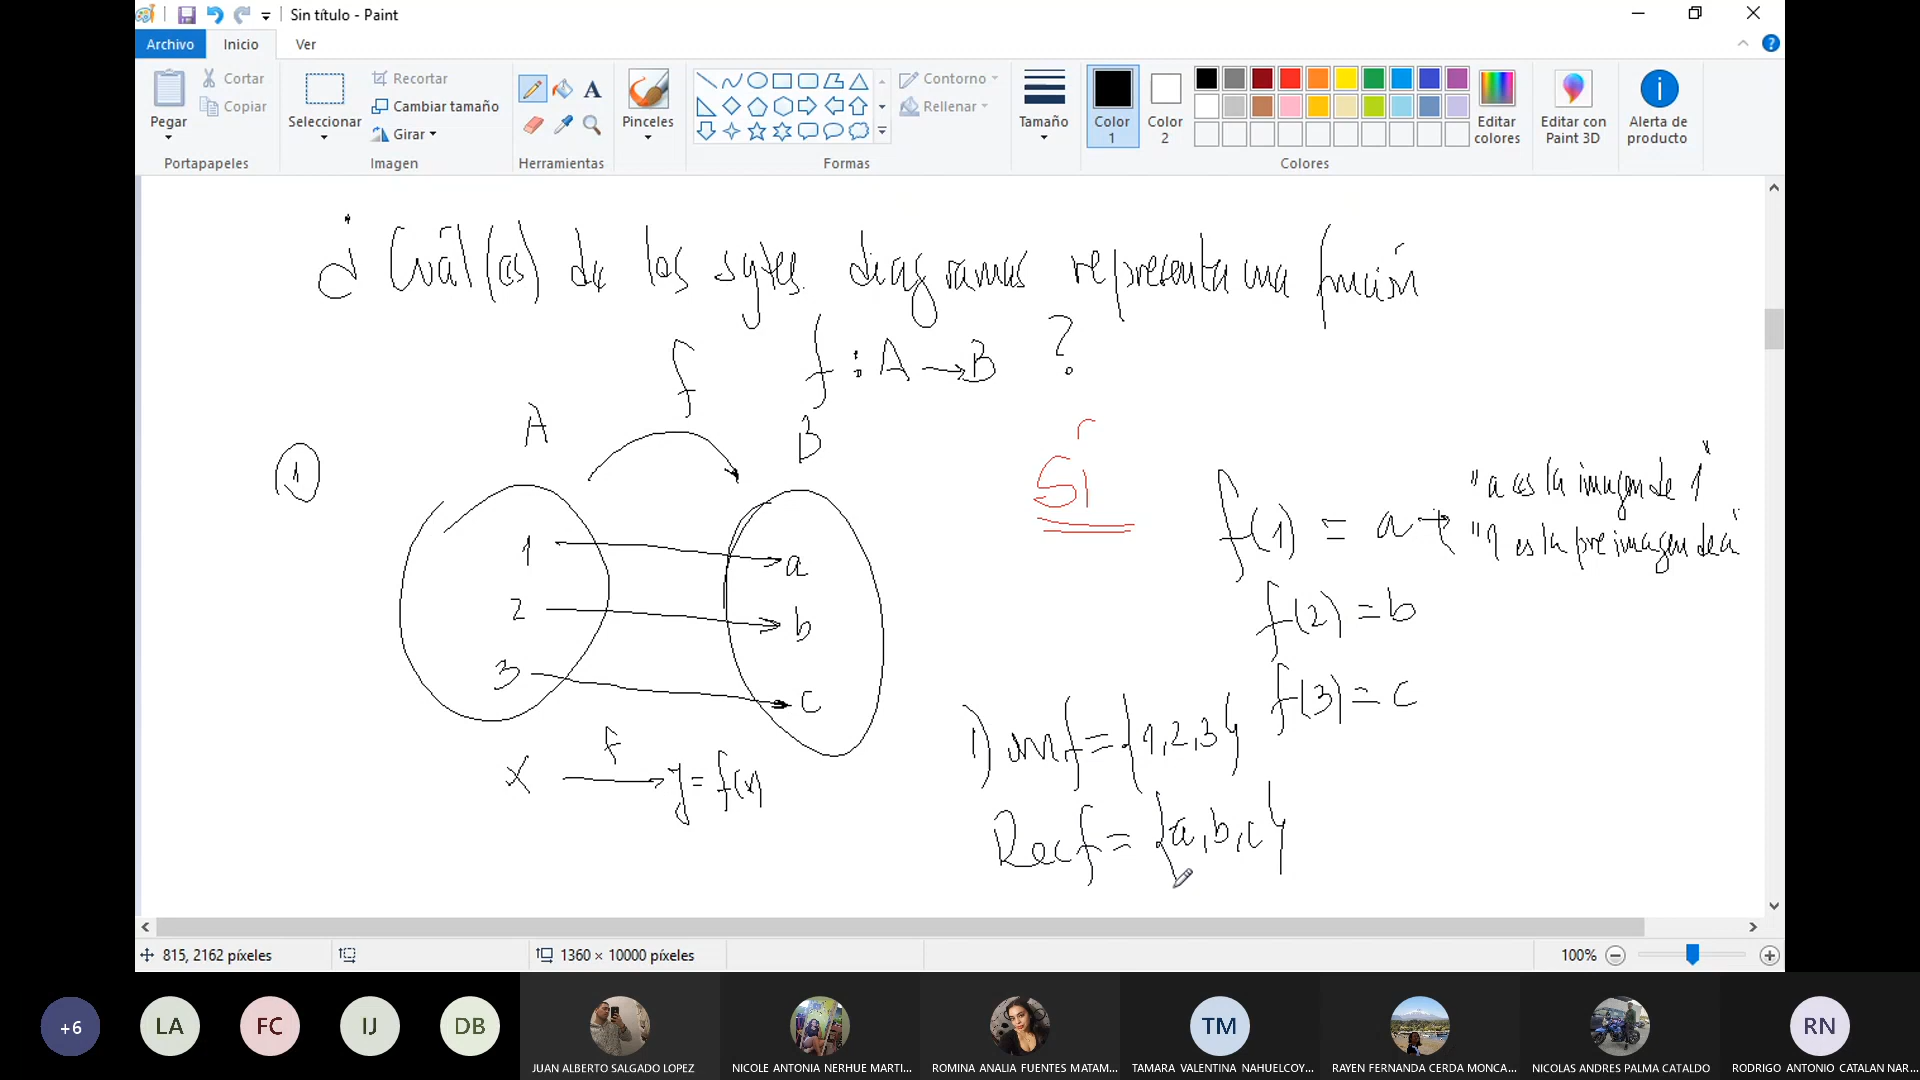 Sin título - Paint
Archivo Inicio Ver
Pegar
Cortar
Copiar
Portapapeles
Seleccionar
Recortar
Cambiar tamaño
Girar
Imagen
Herramientas
Pinceles
Contorno
Rellenar
Formas
Tamaño
Color 1
Color 2
Editar colores
Colores
Editar con Paint 3D
Alerta de producto
¿Cuál(es) de los sgtes. diagramas representa una función
f f : A → B ?
A B
1
Sí
1 a
2 b
3 c
f(1) = a → "a es la imagen de 1"
"1 es la preimagen de a"
f(2) = b
f(3) = c
f
x → y = f(x)
f = {1,2,3}
Rec f = {a,b,c}
815, 2162 píxeles
1360 × 10000 píxeles
100%
+6
LA
FC
IJ
DB
TM
RN
JUAN ALBERTO SALGADO LOPEZ
NICOLE ANTONIA NERHUE MARTI...
ROMINA ANALIA FUENTES MATAM...
TAMARA VALENTINA NAHUELCOY...
RAYEN FERNANDA CERDA MONCA...
NICOLAS ANDRES PALMA CATALDO
RODRIGO ANTONIO CATALAN NAR...